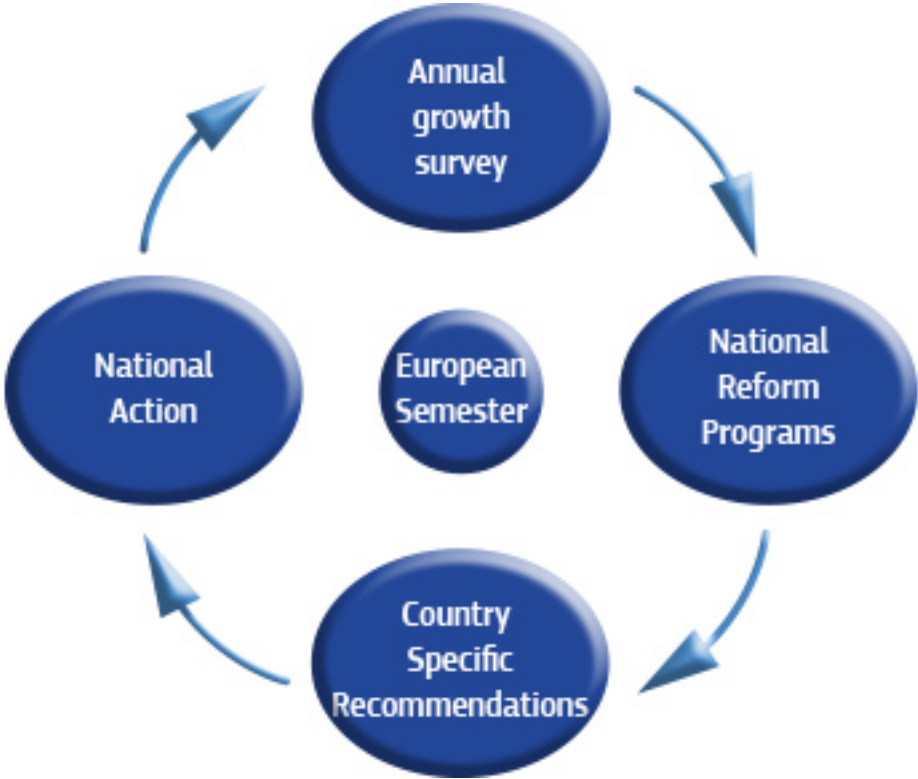 Annual
growth
survey
National
Reform
Programs
Country
Specific
Recommendations
National
Action
European
Semester